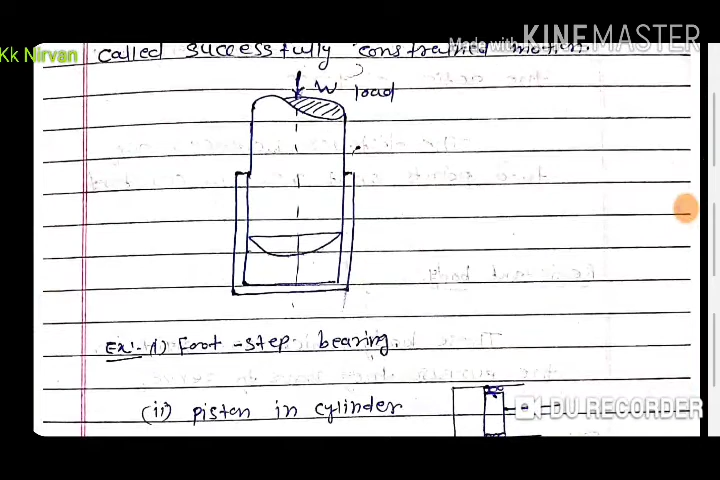 Made with KINEMASTER
Kk Nirvan
called successfully constrained motion.
W load
Ex:- (i) Foot-step bearing.
(ii) piston in cylinder
DU RECORDER